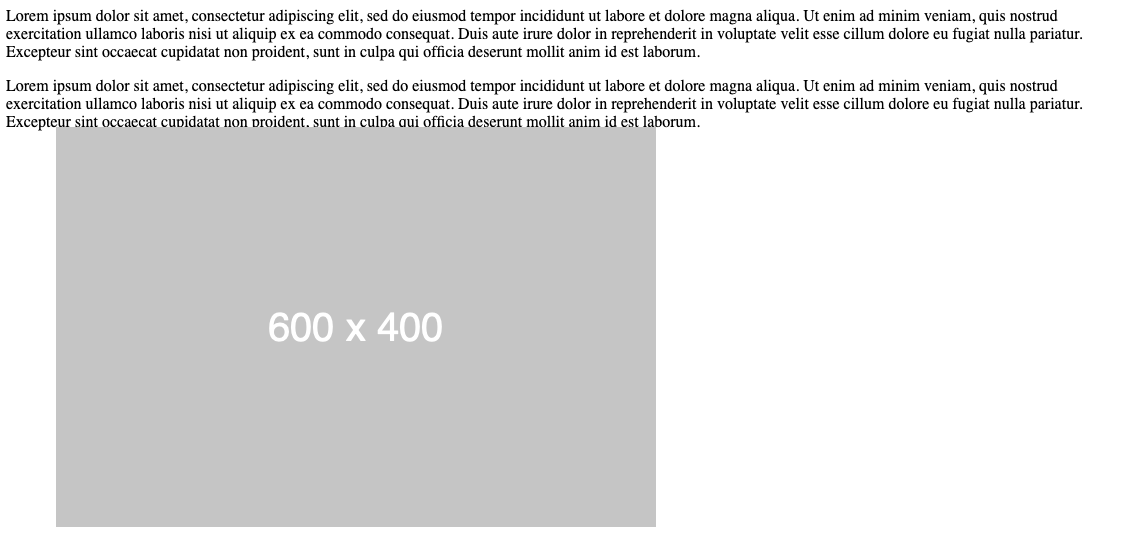 Lorem ipsum dolor sit amet, consectetur adipiscing elit, sed do eiusmod tempor incididunt ut labore et dolore magna aliqua. Ut enim ad minim veniam, quis nostrud
exercitation ullamco laboris nisi ut aliquip ex ea commodo consequat. Duis aute irure dolor in reprehenderit in voluptate velit esse cillum dolore eu fugiat nulla pariatur.
Excepteur sint occaecat cupidatat non proident, sunt in culpa qui officia deserunt mollit anim id est laborum.
Lorem ipsum dolor sit amet, consectetur adipiscing elit, sed do eiusmod tempor incididunt ut labore et dolore magna aliqua. Ut enim ad minim veniam, quis nostrud
exercitation ullamco laboris nisi ut aliquip ex ea commodo consequat. Duis aute irure dolor in reprehenderit in voluptate velit esse cillum dolore eu fugiat nulla pariatur.
Excepteur sint occaecat cupidatat non proident, sunt in culpa qui officia deserunt mollit anim id est laborum.
600 x 400